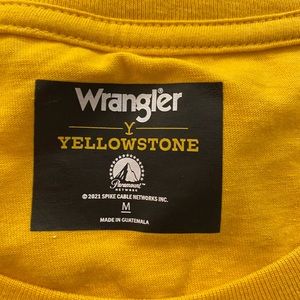 Wrangler
Y
YELLOWSTONE
Paramount
NETWORK
©2021 SPIKE CABLE NETWORKS INC.
M
MADE IN GUATEMALA